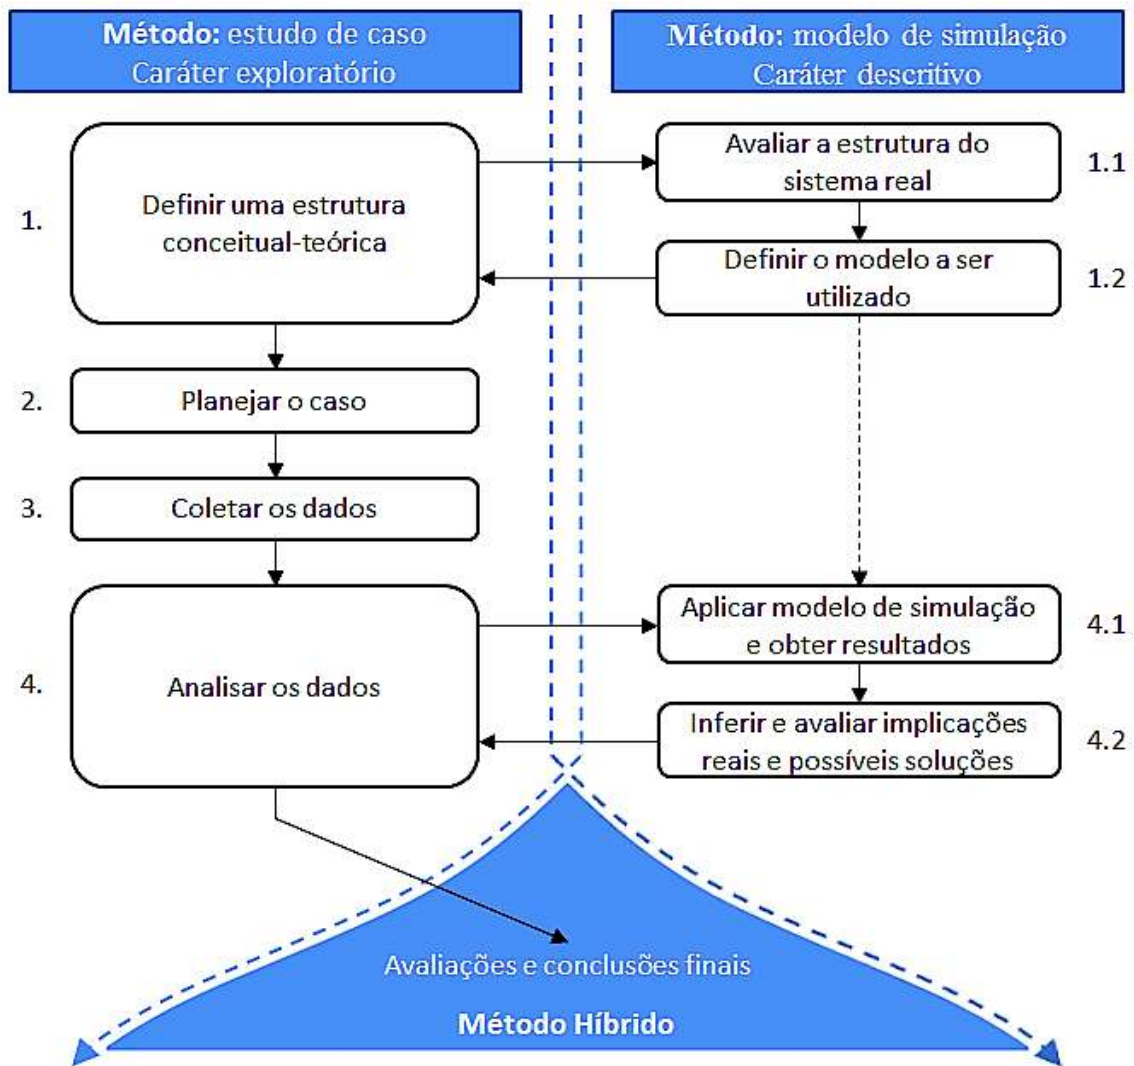 Método: estudo de caso
Caráter exploratório
Método: modelo de simulação
Caráter descritivo
1.
Definir uma estrutura
conceitual-teórica
Avaliar a estrutura do
sistema real
1.1
Definir o modelo a ser
utilizado
1.2
2.
Planejar o caso
3.
Coletar os dados
4.
Analisar os dados
Aplicar modelo de simulação
e obter resultados
4.1
Inferir e avaliar implicações
reais e possíveis soluções
4.2
Avaliações e conclusões finais
Método Híbrido